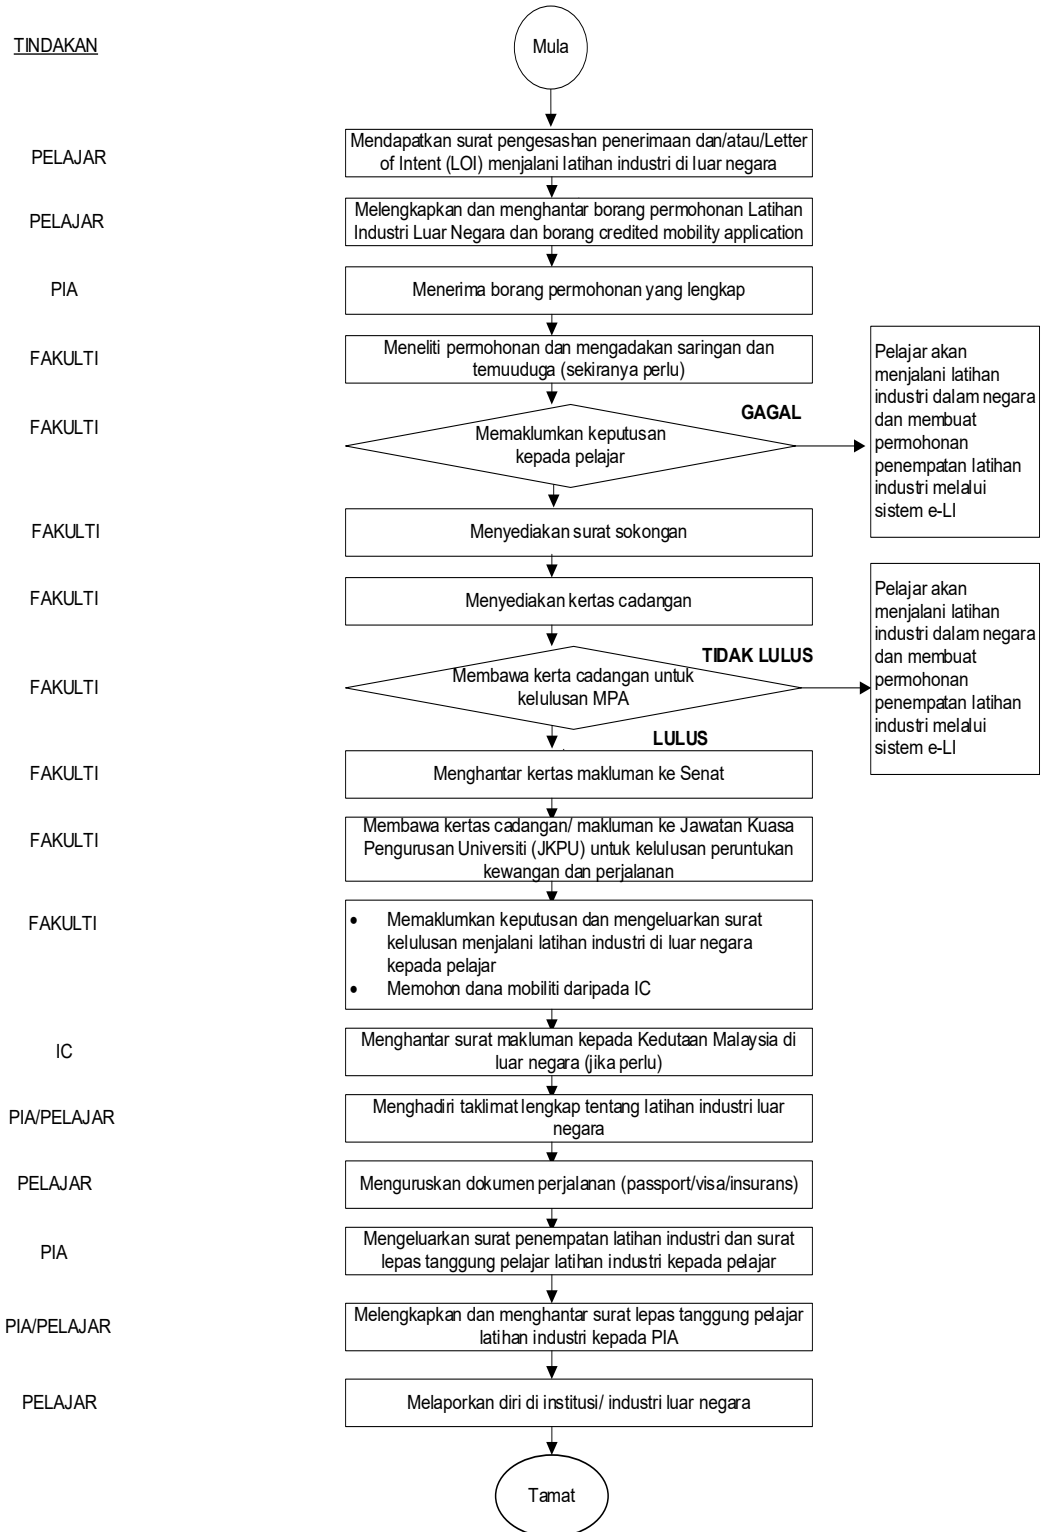 TINDAKAN
Mula
PELAJAR
Mendapatkan surat pengesashan penerimaan dan/atau/Letter
of Intent (LOI) menjalani latihan industri di luar negara
PELAJAR
Melengkapkan dan menghantar borang permohonan Latihan
Industri Luar Negara dan borang credited mobility application
PIA
Menerima borang permohonan yang lengkap
FAKULTI
Meneliti permohonan dan mengadakan saringan dan
temuuduga (sekiranya perlu)
FAKULTI
Memaklumkan keputusan
kepada pelajar
GAGAL
Pelajar akan
menjalani latihan
industri dalam negara
dan membuat
permohonan
penempatan latihan
industri melalui
sistem e-LI
FAKULTI
Menyediakan surat sokongan
FAKULTI
Menyediakan kertas cadangan
FAKULTI
Membawa kerta cadangan untuk
kelulusan MPA
TIDAK LULUS
Pelajar akan
menjalani latihan
industri dalam negara
dan membuat
permohonan
penempatan latihan
industri melalui
sistem e-LI
LULUS
FAKULTI
Menghantar kertas makluman ke Senat
FAKULTI
Membawa kertas cadangan/ makluman ke Jawatan Kuasa
Pengurusan Universiti (JKPU) untuk kelulusan peruntukan
kewangan dan perjalanan
FAKULTI
• Memaklumkan keputusan dan mengeluarkan surat
kelulusan menjalani latihan industri di luar negara
kepada pelajar
• Memohon dana mobiliti daripada IC
IC
Menghantar surat makluman kepada Kedutaan Malaysia di
luar negara (jika perlu)
PIA/PELAJAR
Menghadiri taklimat lengkap tentang latihan industri luar
negara
PELAJAR
Menguruskan dokumen perjalanan (passport/visa/insurans)
PIA
Mengeluarkan surat penempatan latihan industri dan surat
lepas tanggung pelajar latihan industri kepada pelajar
PIA/PELAJAR
Melengkapkan dan menghantar surat lepas tanggung pelajar
latihan industri kepada PIA
PELAJAR
Melaporkan diri di institusi/ industri luar negara
Tamat